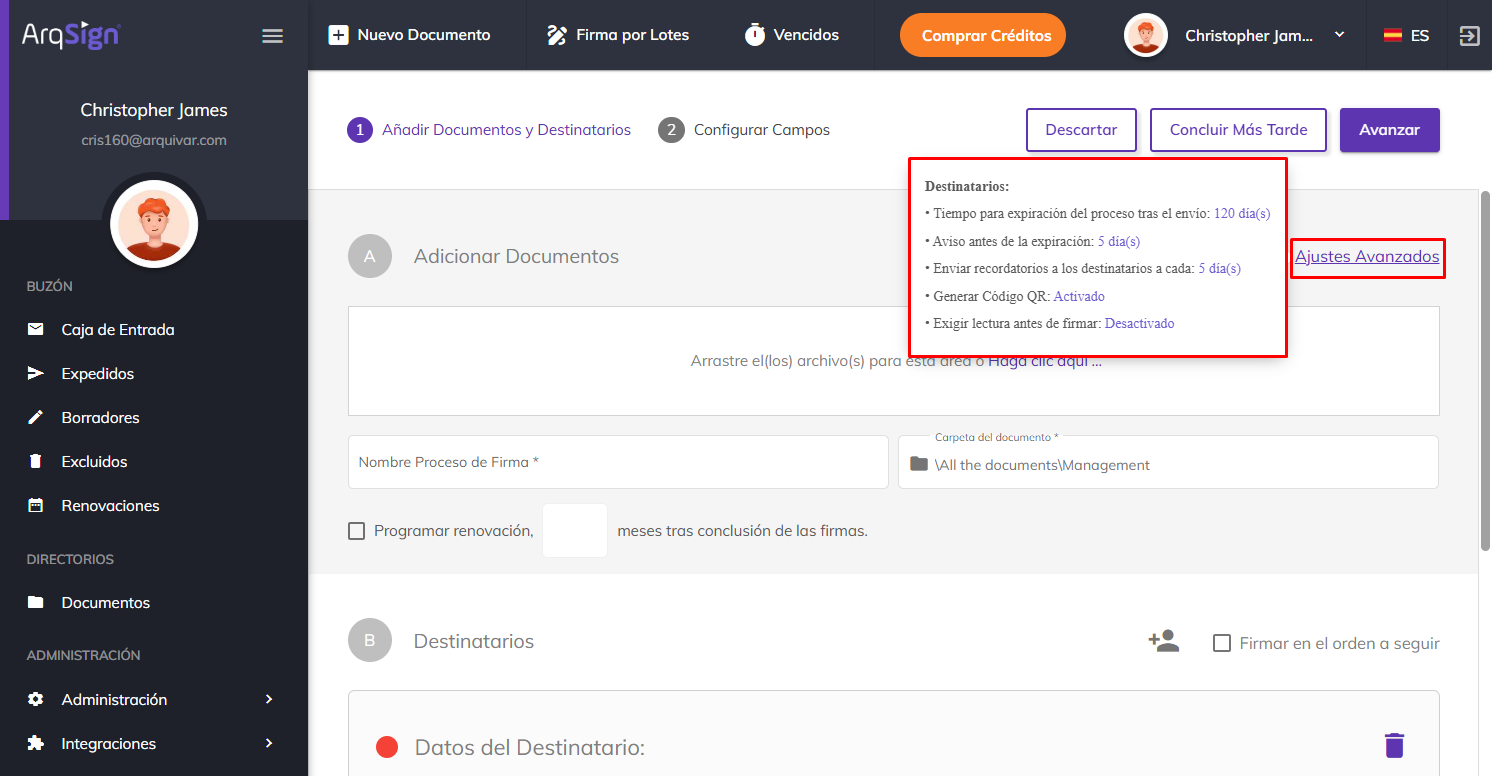 ArqSign
Nuevo Documento
Firma por Lotes
Vencidos
Comprar Créditos
Christopher Jam...
ES
Christopher James
cris160@arquivar.com
BUZÓN
Caja de Entrada
Expedidos
Borradores
Excluidos
Renovaciones
DIRECTORIOS
Documentos
ADMINISTRACIÓN
Administración
Integraciones
1 Añadir Documentos y Destinatarios
2 Configurar Campos
Descartar
Concluir Más Tarde
Avanzar
Destinatarios:
• Tiempo para expiración del proceso tras el envío: 120 día(s)
• Aviso antes de la expiración: 5 día(s)
• Enviar recordatorios a los destinatarios a cada: 5 día(s)
• Generar Código QR: Activado
• Exigir lectura antes de firmar: Desactivado
A Adicionar Documentos
Ajustes Avanzados
Arrastre el(los) archivo(s) para esta área o Haga clic aquí ...
Nombre Proceso de Firma *
Carpeta del documento *
\All the documents\Management
Programar renovación,
meses tras conclusión de las firmas.
B Destinatarios
Firmar en el orden a seguir
Datos del Destinatario: